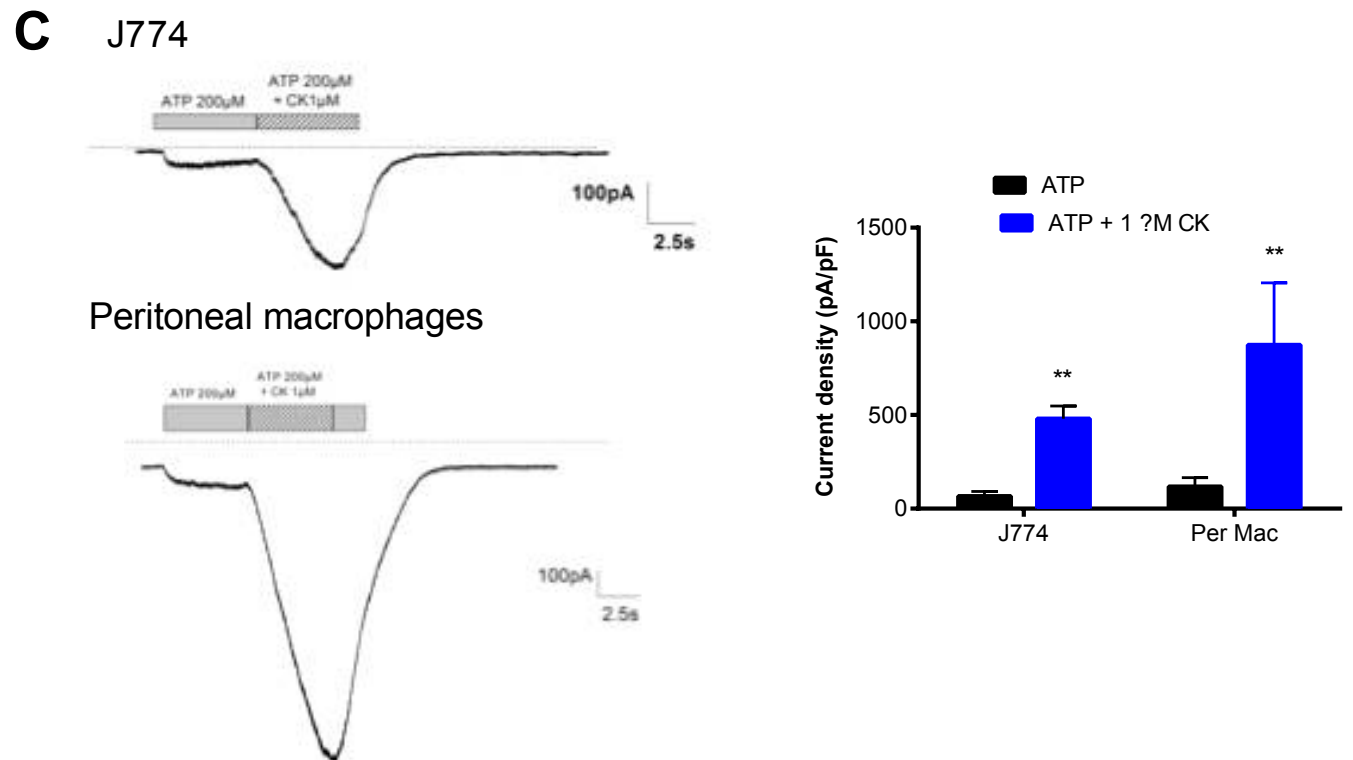 C J774
ATP 200µM
ATP 200µM
+ CK1µM
100pA
2.5s
Peritoneal macrophages
ATP 200µM
ATP 200µM
+ CK 1µM
100pA
2.5s
ATP
ATP + 1 ?M CK
Current density (pA/pF)
1500
1000
500
0
**
**
J774
Per Mac